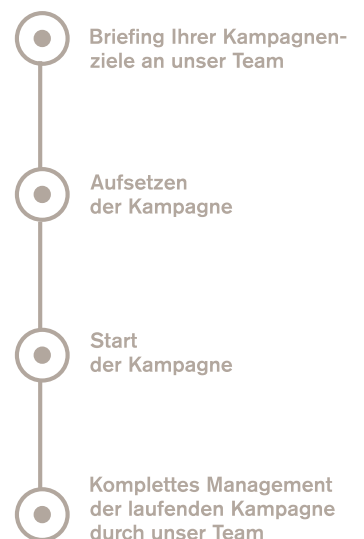 Briefing Ihrer Kampagnen-
ziele an unser Team
Aufsetzen
der Kampagne
Start
der Kampagne
Komplettes Management
der laufenden Kampagne
durch unser Team